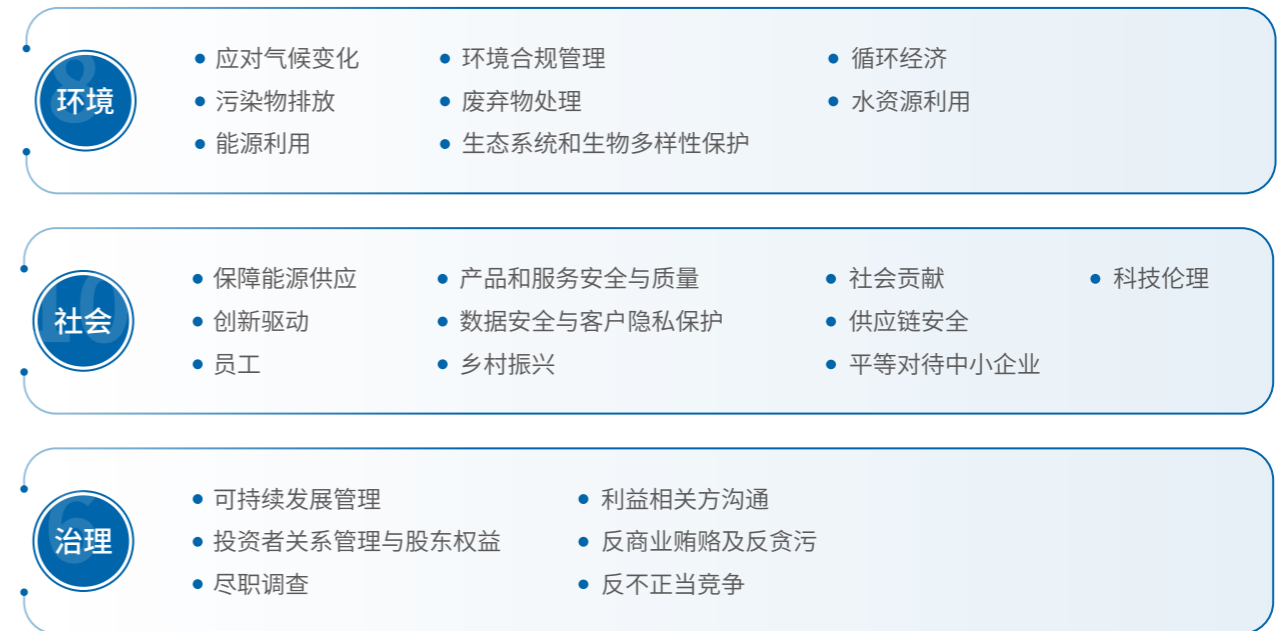 8
环境
应对气候变化
污染物排放
能源利用
环境合规管理
废弃物处理
生态系统和生物多样性保护
循环经济
水资源利用
10
社会
保障能源供应
创新驱动
员工
产品和服务安全与质量
数据安全与客户隐私保护
乡村振兴
社会贡献
供应链安全
平等对待中小企业
科技伦理
6
治理
可持续发展管理
投资者关系管理与股东权益
尽职调查
利益相关方沟通
反商业贿赂及反贪污
反不正当竞争